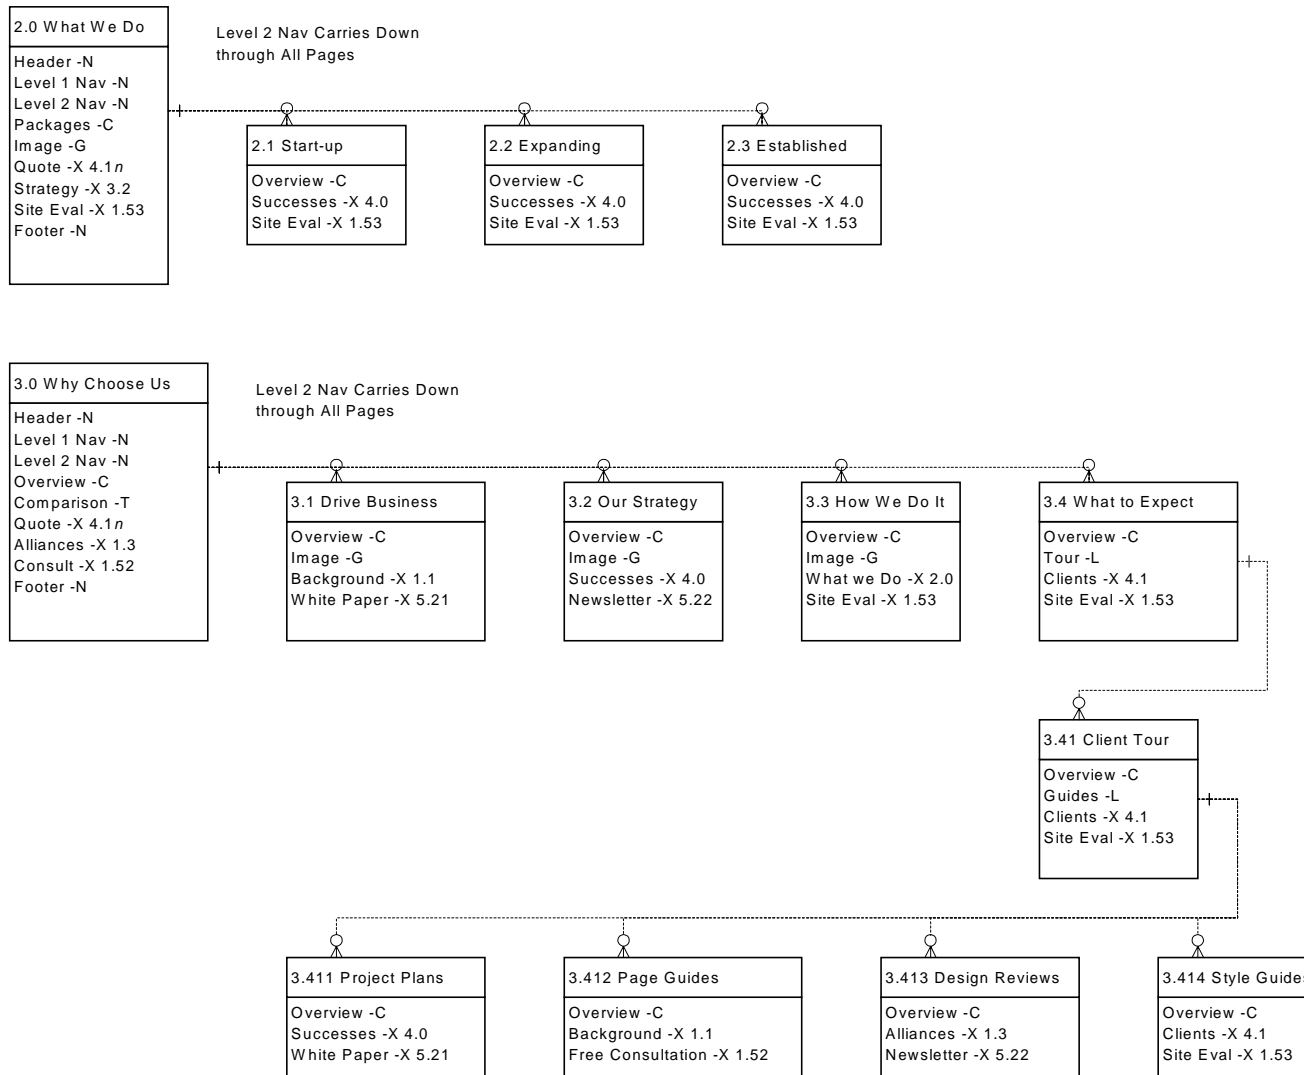 2.0 What We Do
Header -N
Level 1 Nav -N
Level 2 Nav -N
Packages -C
Image -G
Quote -X 4.1n
Strategy -X 3.2
Site Eval -X 1.53
Footer -N
Level 2 Nav Carries Down
through All Pages
2.1 Start-up
Overview -C
Successes -X 4.0
Site Eval -X 1.53
2.2 Expanding
Overview -C
Successes -X 4.0
Site Eval -X 1.53
2.3 Established
Overview -C
Successes -X 4.0
Site Eval -X 1.53
3.0 Why Choose Us
Header -N
Level 1 Nav -N
Level 2 Nav -N
Overview -C
Comparison -T
Quote -X 4.1n
Alliances -X 1.3
Consult -X 1.52
Footer -N
Level 2 Nav Carries Down
through All Pages
3.1 Drive Business
Overview -C
Image -G
Background -X 1.1
White Paper -X 5.21
3.2 Our Strategy
Overview -C
Image -G
Successes -X 4.0
Newsletter -X 5.22
3.3 How We Do It
Overview -C
Image -G
What we Do -X 2.0
Site Eval -X 1.53
3.4 What to Expect
Overview -C
Tour -L
Clients -X 4.1
Site Eval -X 1.53
3.41 Client Tour
Overview -C
Guides -L
Clients -X 4.1
Site Eval -X 1.53
3.411 Project Plans
Overview -C
Successes -X 4.0
White Paper -X 5.21
3.412 Page Guides
Overview -C
Background -X 1.1
Free Consultation -X 1.52
3.413 Design Reviews
Overview -C
Alliances -X 1.3
Newsletter -X 5.22
3.414 Style Guides
Overview -C
Clients -X 4.1
Site Eval -X 1.53